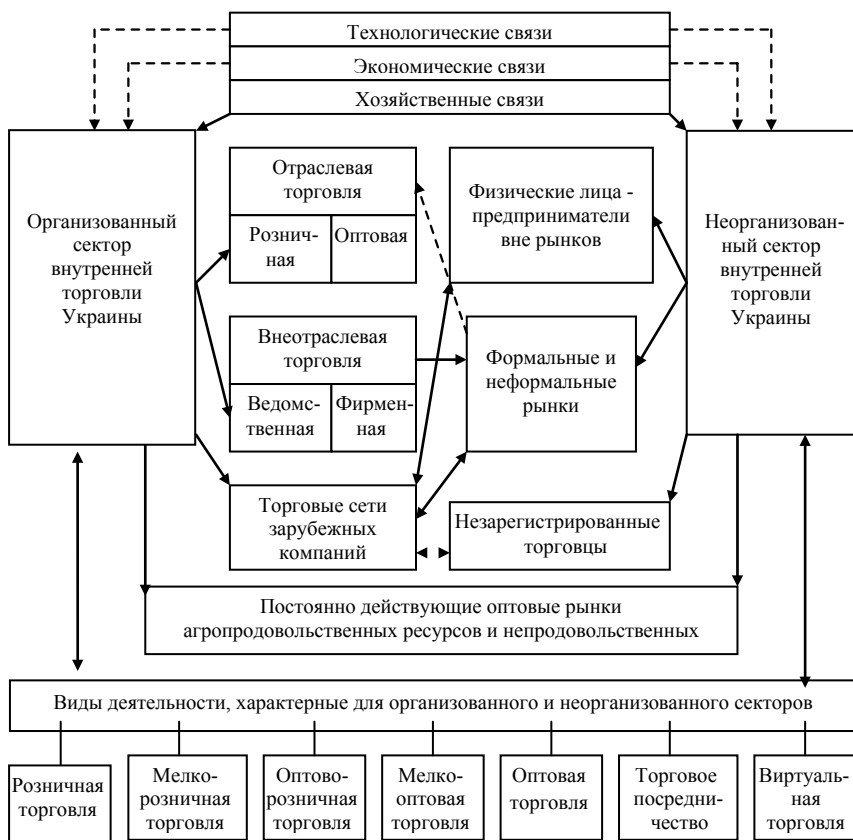 Технологические связи
Экономические связи
Хозяйственные связи
Организованный
сектор
внутренней
торговли
Украины
Отраслевая
торговля
Рознич-
ная
Оптовая
Физические лица -
предприниматели
вне рынков
Неорганизован-
ный сектор
внутренней
торговли
Украины
Внеотраслевая
торговля
Ведомс-
твенная
Фирмен-
ная
Формальные и
неформальные
рынки
Торговые сети
зарубежных
компаний
Незарегистрированные
торговцы
Постоянно действующие оптовые рынки
агропродовольственных ресурсов и непродовольственных
Виды деятельности, характерные для организованного и неорганизованного секторов
Розничная
торговля
Мелко-
розничная
торговля
Оптово-
розничная
торговля
Мелко-
оптовая
торговля
Оптовая
торговля
Торговое
посредни-
чество
Виртуаль-
ная
торговля